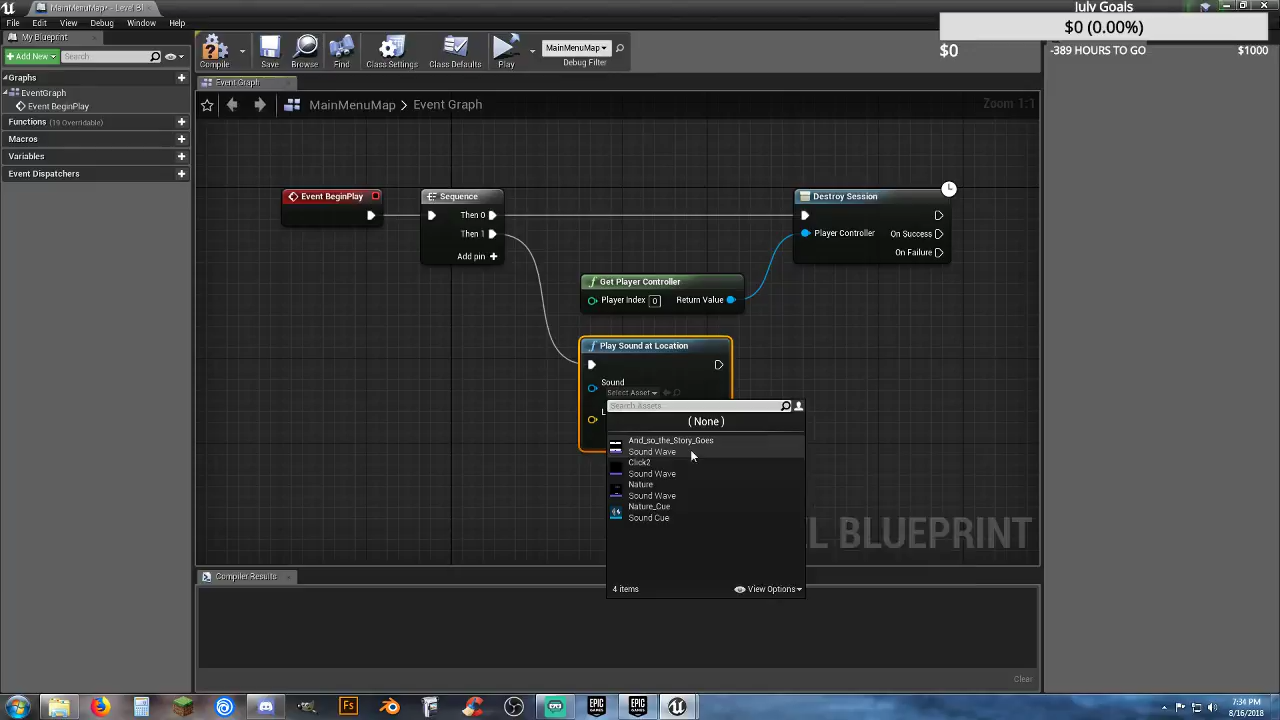 MainMenuMap* - Level Bl
File Edit View Debug Window Help
July Goals
$0 (0.00%)
$0
-389 HOURS TO GO
$1000
My Blueprint
Add New
Search
Compile
Save
Browse
Find
Class Settings
Class Defaults
Play
MainMenuMap
Debug Filter
Graphs
EventGraph
Event BeginPlay
Functions (19 Overridable)
Macros
Variables
Event Dispatchers
Event Graph
MainMenuMap > Event Graph
Zoom 1:1
Event BeginPlay
Sequence
Then 0
Then 1
Add pin
Destroy Session
Player Controller
On Success
On Failure
Get Player Controller
Player Index 0 Return Value
Play Sound at Location
Sound
Select Asset
L
Search Assets
( None )
And_so_the_Story_Goes
Sound Wave
Click2
Sound Wave
Nature
Sound Wave
Nature_Cue
Sound Cue
4 items
View Options
L BLUEPRINT
Compiler Results
Clear
Fs
EPIC GAMES
EPIC GAMES
7:34 PM
8/16/2018